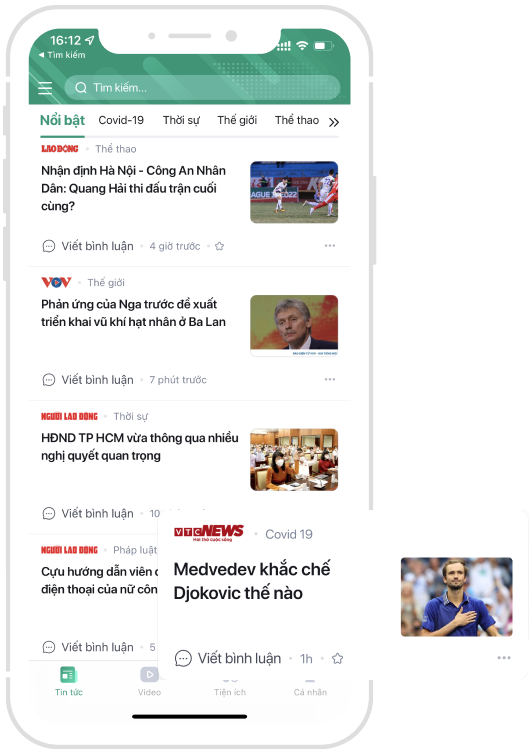 16:12
Tìm kiếm
Tìm kiếm...
Nổi bật Covid-19 Thời sự Thế giới Thể thao
LAO ĐỘNG Thể thao
Nhận định Hà Nội - Công An Nhân
Dân: Quang Hải thi đấu trận cuối
cùng?
Viết bình luận 4 giờ trước
VOV Thế giới
Phản ứng của Nga trước đề xuất
triển khai vũ khí hạt nhân ở Ba Lan
Viết bình luận 7 phút trước
NGƯỜI LAO ĐỘNG Thời sự
HĐND TP HCM vừa thông qua nhiều
nghị quyết quan trọng
Viết bình luận 10
NGƯỜI LAO ĐỘNG Pháp luật
Cựu hướng dẫn viên
điện thoại của nữ côn
Viết bình luận 5
VTC NEWS Covid 19
Hơi thở cuộc sống
Medvedev khắc chế
Djokovic thế nào
Viết bình luận 1h
Tin tức Video Tiện ích Cá nhân